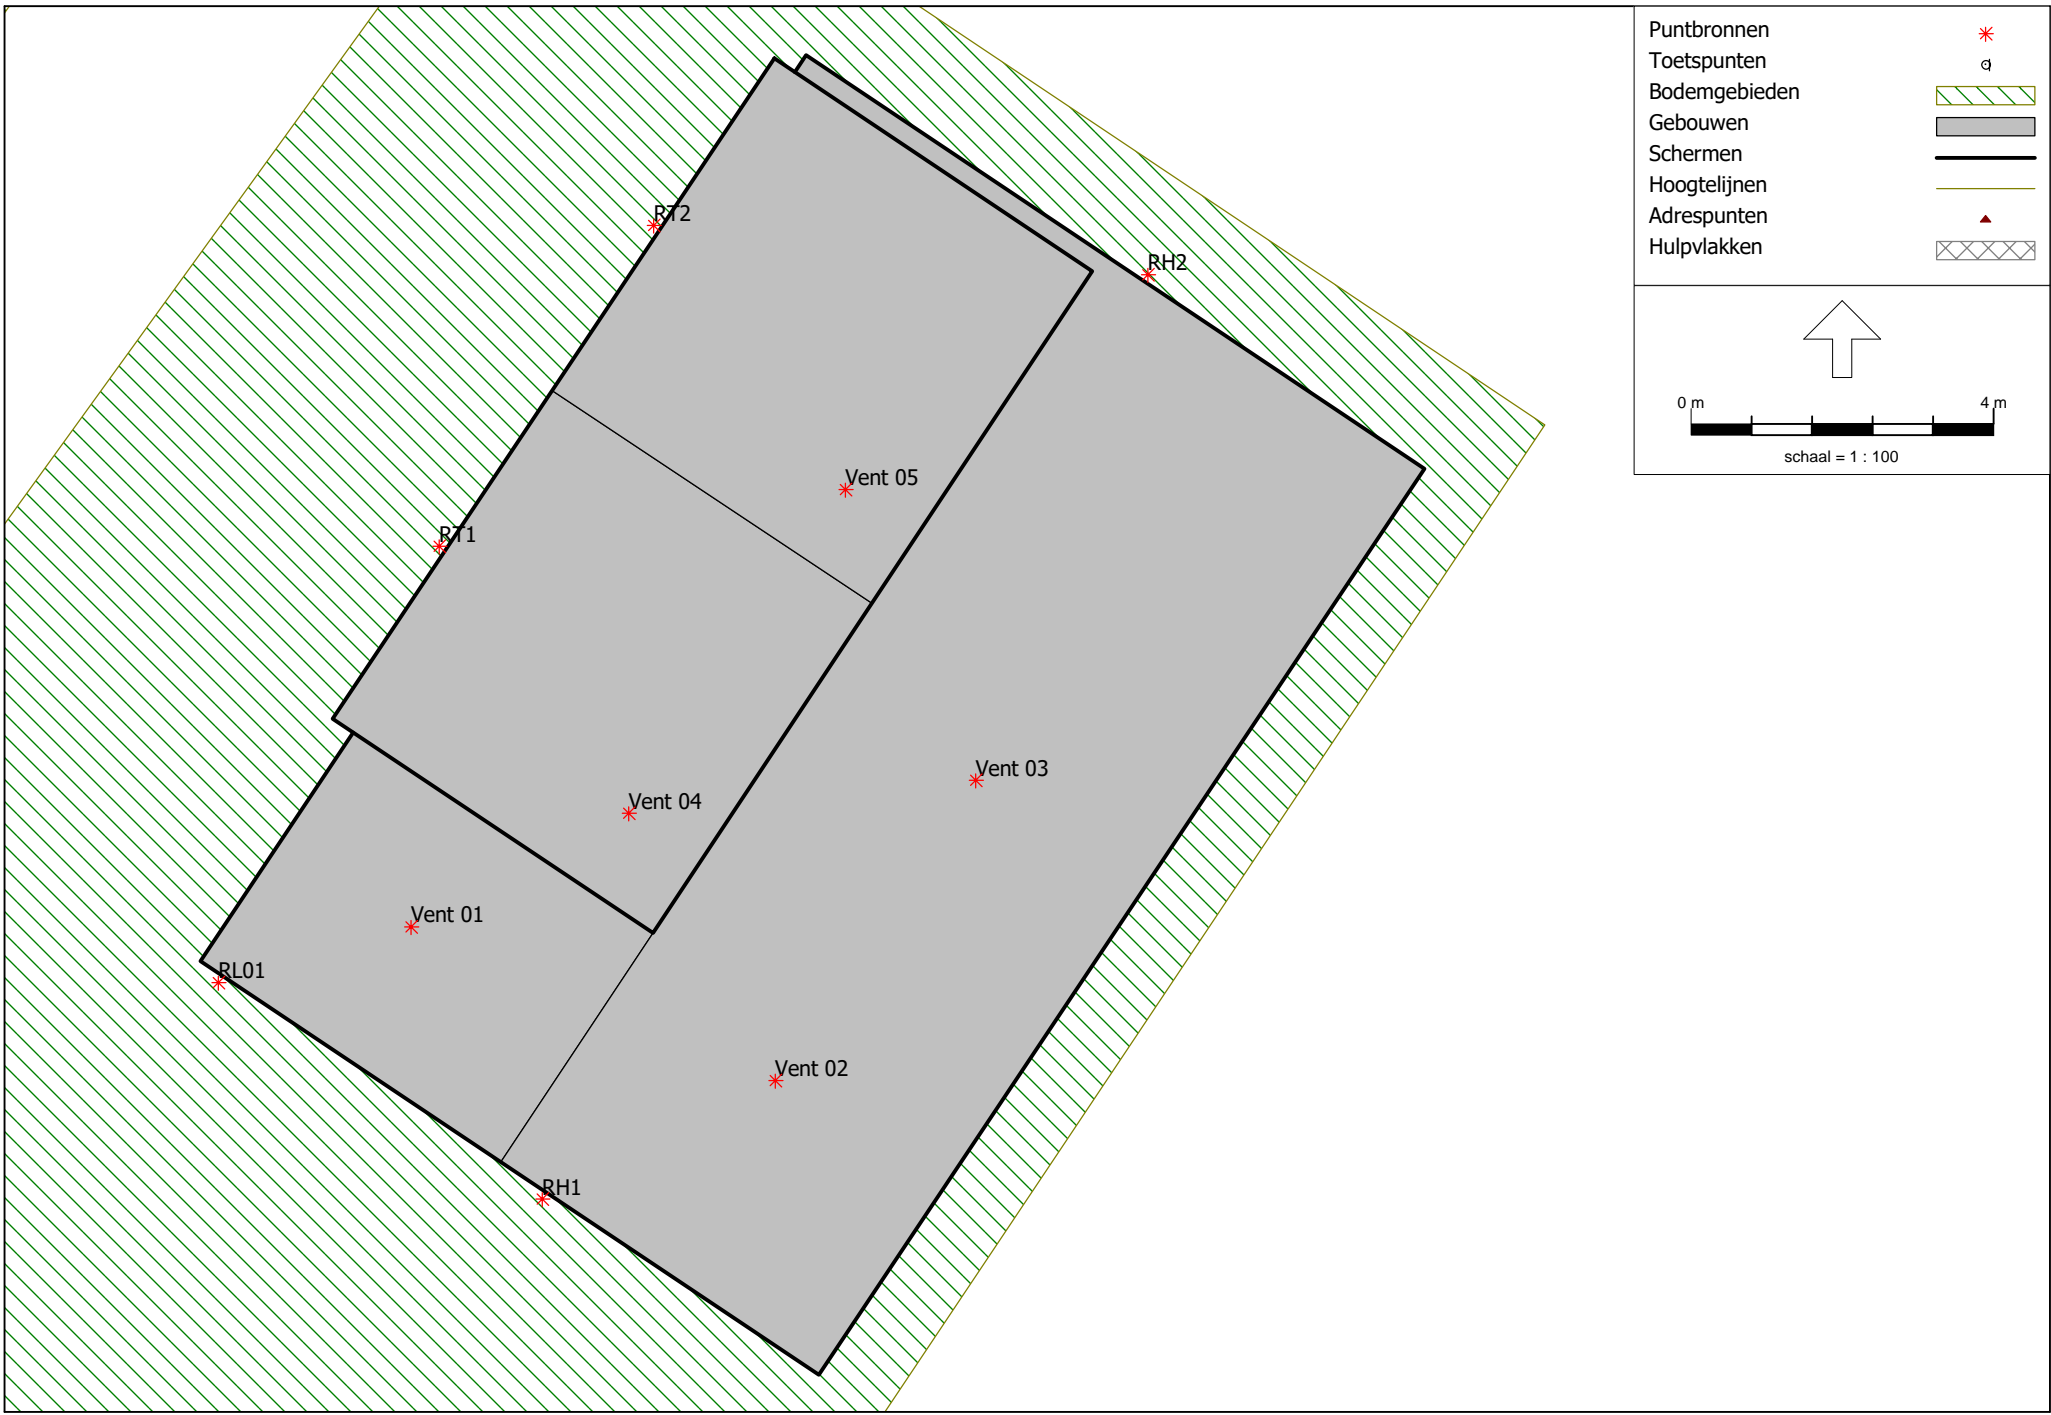 Puntbronnen
Toetspunten
Bodemgebieden
Gebouwen
Schermen
Hoogtelijnen
Adrespunten
Hulpvlakken
0 m 4 m
schaal = 1 : 100
RT2
RH2
Vent 05
RT1
Vent 03
Vent 04
Vent 01
RL01
Vent 02
RH1